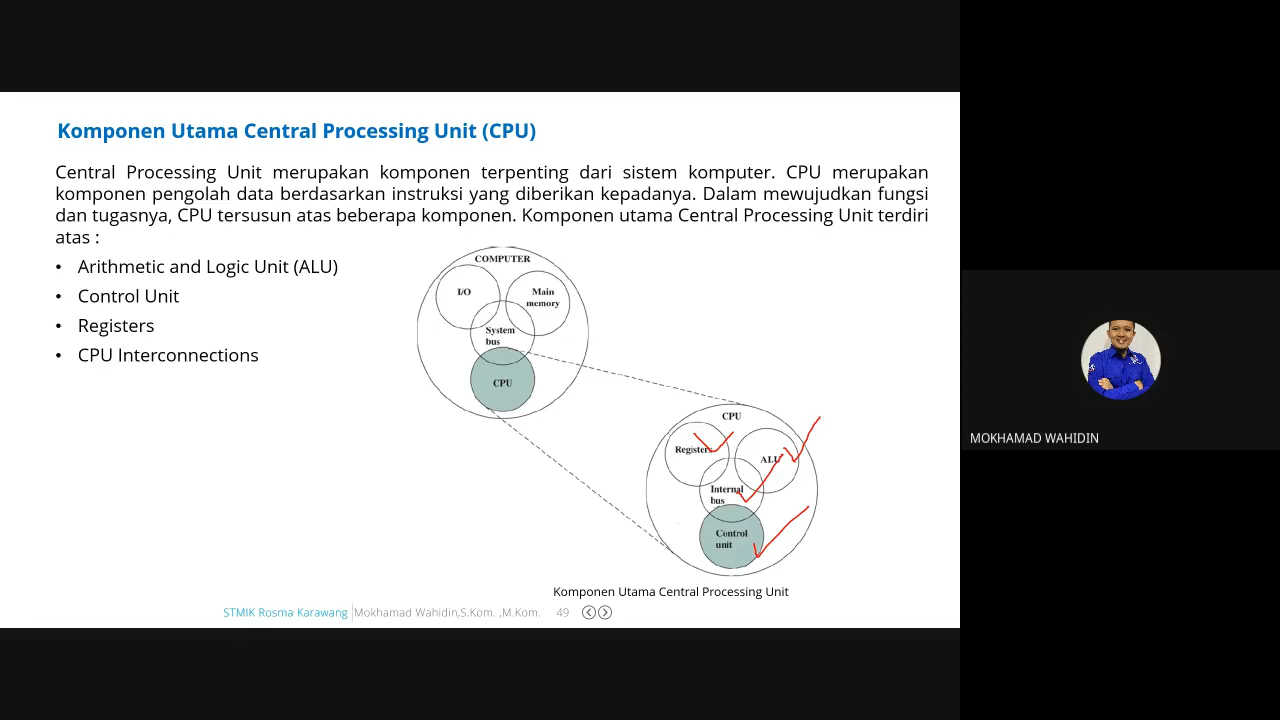 Komponen Utama Central Processing Unit (CPU)
Central Processing Unit merupakan komponen terpenting dari sistem komputer. CPU merupakan
komponen pengolah data berdasarkan instruksi yang diberikan kepadanya. Dalam mewujudkan fungsi
dan tugasnya, CPU tersusun atas beberapa komponen. Komponen utama Central Processing Unit terdiri
atas :
• Arithmetic and Logic Unit (ALU)
• Control Unit
• Registers
• CPU Interconnections
COMPUTER
I/O
Main
memory
System
bus
CPU
CPU
Registers
ALU
Internal
bus
Control
unit
Komponen Utama Central Processing Unit
STMIK Rosma Karawang Mokhamad Wahidin,S.Kom. ,M.Kom. 49
MOKHAMAD WAHIDIN